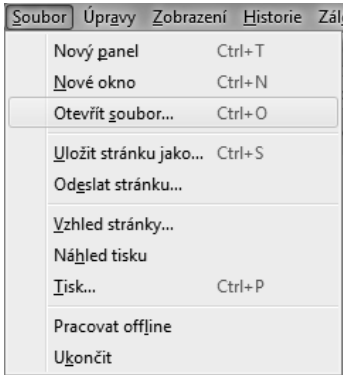 Soubor Úpravy Zobrazení Historie Zál
Nový panel Ctrl+T
Nové okno Ctrl+N
Otevřít soubor... Ctrl+O
Uložit stránku jako... Ctrl+S
Odeslat stránku...
Vzhled stránky...
Náhled tisku
Tisk... Ctrl+P
Pracovat offline
Ukončit